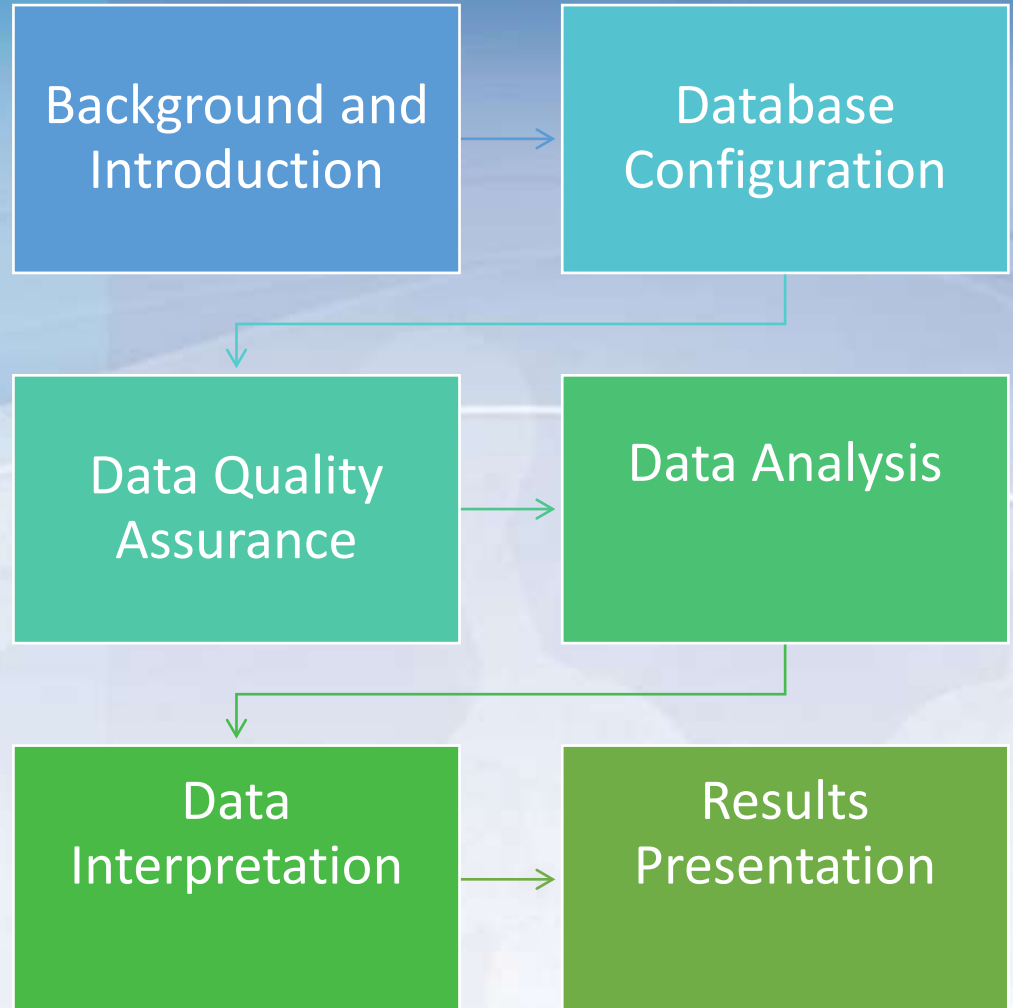 Background and
Introduction
Database
Configuration
Data Quality
Assurance
Data Analysis
Data
Interpretation
Results
Presentation